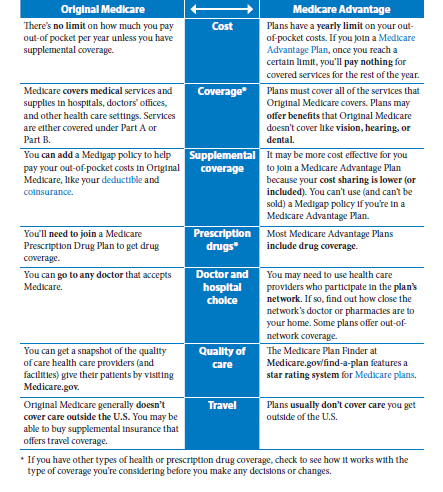 Original Medicare
Medicare Advantage
There's no limit on how much you pay
out-of pocket per year unless you have
supplemental coverage.
Cost
Plans have a yearly limit on your out-
of-pocket costs. If you join a Medicare
Advantage Plan, once you reach a
certain limit, you'll pay nothing for
covered services for the rest of the year.
Medicare covers medical services and
supplies in hospitals, doctors' offices,
and other health care settings. Services
are either covered under Part A or
Part B.
Coverage*
Plans must cover all of the services that
Original Medicare covers. Plans may
offer benefits that Original Medicare
doesn't cover like vision, hearing, or
dental.
You can add a Medigap policy to help
pay your out-of-pocket costs in Original
Medicare, like your deductible and
coinsurance.
Supplemental
coverage
It may be more cost effective for you
to join a Medicare Advantage Plan
because your cost sharing is lower (or
included). You can't use (and can't be
sold) a Medigap policy if you're in a
Medicare Advantage Plan.
You'll need to join a Medicare
Prescription Drug Plan to get drug
coverage.
Prescription
drugs*
Most Medicare Advantage Plans
include drug coverage.
You can go to any doctor that accepts
Medicare.
Doctor and
hospital
choice
You may need to use health care
providers who participate in the plan's
network. If so, find out how close the
network's doctor or pharmacies are to
your home. Some plans offer out-of-
network coverage.
You can get a snapshot of the quality
of care health care providers (and
facilities) give their patients by visiting
Medicare.gov.
Quality of
care
The Medicare Plan Finder at
Medicare.gov/find-a-plan features a
star rating system for Medicare plans.
Original Medicare generally doesn't
cover care outside the U.S. You may be
able to buy supplemental insurance that
offers travel coverage.
Travel
Plans usually don't cover care you get
outside of the U.S.
* If you have other types of health or prescription drug coverage, check to see how it works with the
type of coverage you're considering before you make any decisions or changes.